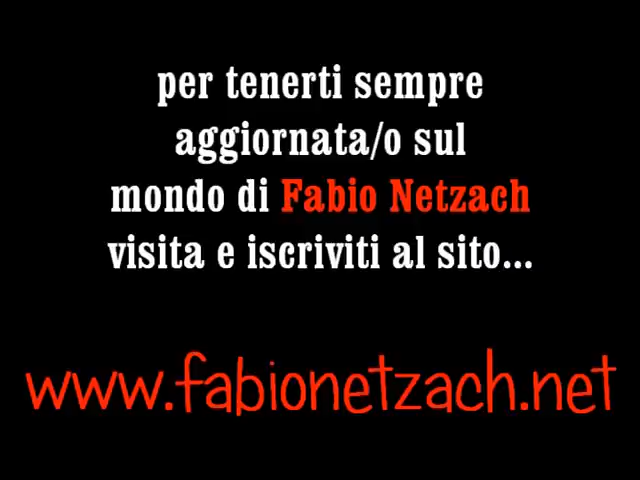 per tenerti sempre
aggiornata/o sul
mondo di Fabio Netzach
visita e iscriviti al sito...
www.fabionetzach.net